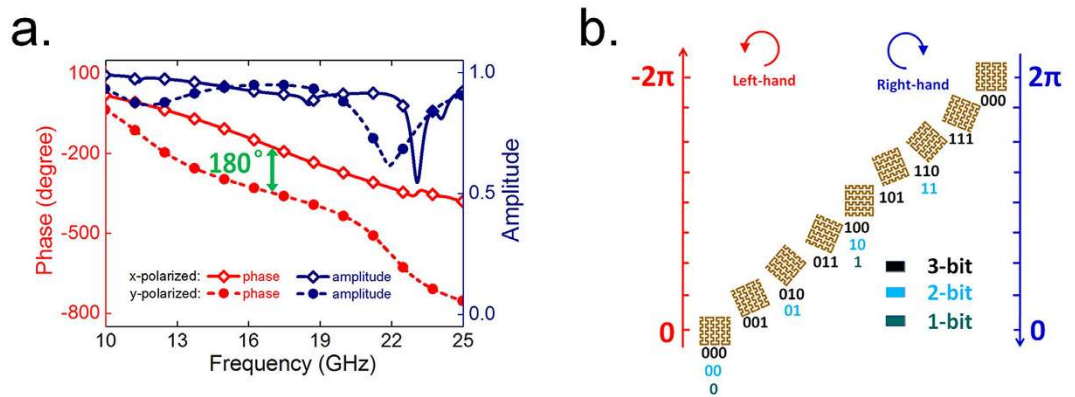 a.
100
-200
-500
-800
Phase (degree)
180°
1.0
0.5
0.0
Amplitude
x-polarized: phase amplitude
y-polarized: phase amplitude
10 13 16 19 22 25
Frequency (GHz)
b.
-2π
Left-hand
Right-hand
2π
000
111
110
11
101
100
10
1
011
010
01
001
000
00
0
3-bit
2-bit
1-bit
0
0